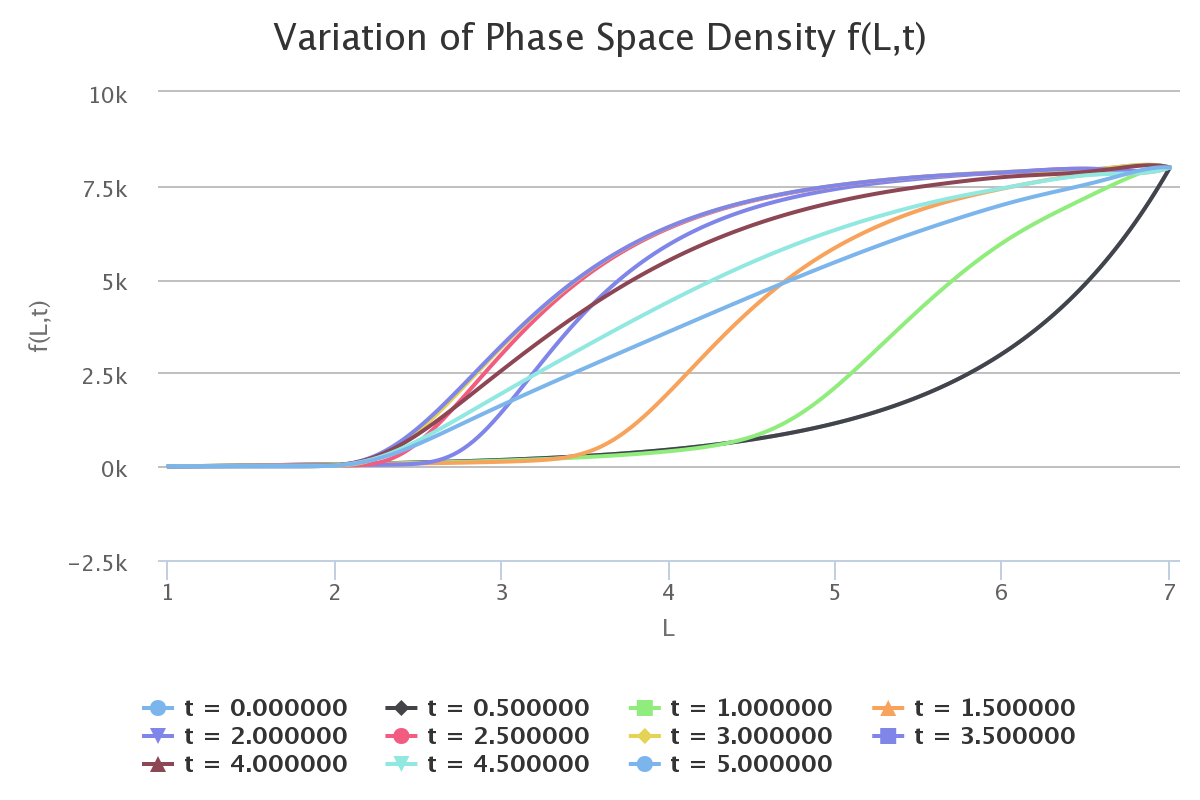 Variation of Phase Space Density f(L,t)
10k
7.5k
5k
2.5k
0k
−2.5k
f(L,t)
1 2 3 4 5 6 7
L
t = 0.000000 t = 0.500000 t = 1.000000 t = 1.500000
t = 2.000000 t = 2.500000 t = 3.000000 t = 3.500000
t = 4.000000 t = 4.500000 t = 5.000000